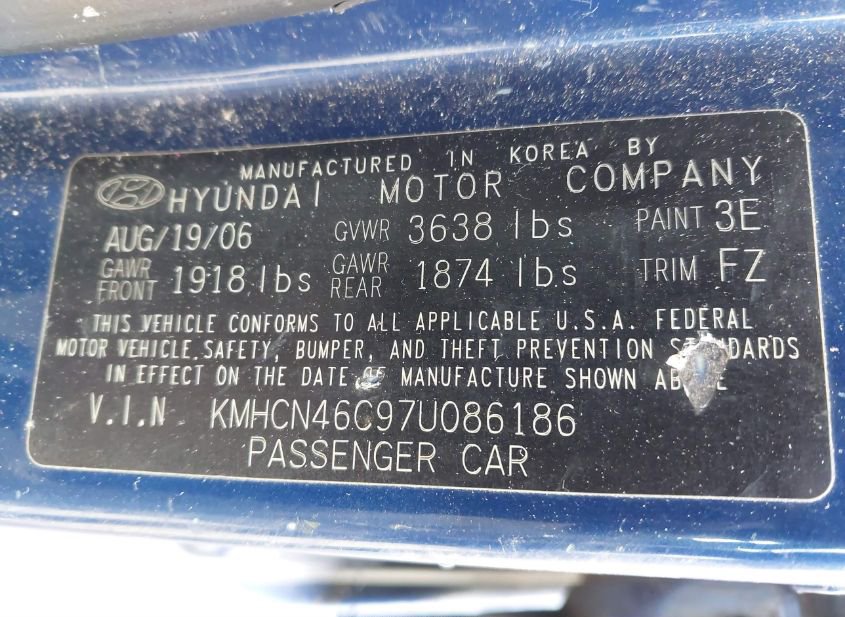 MANUFACTURED IN KOREA BY
HYUNDAI MOTOR COMPANY
AUG/19/06 GVWR 3638 lbs PAINT 3E
GAWR FRONT 1918 lbs GAWR REAR 1874 lbs TRIM FZ
THIS VEHICLE CONFORMS TO ALL APPLICABLE U.S.A. FEDERAL
MOTOR VEHICLE SAFETY, BUMPER, AND THEFT PREVENTION
IN EFFECT ON THE DATE MANUFACTURE SHOWN
V.I.N KMHCN46C97U086186
PASSENGER CAR